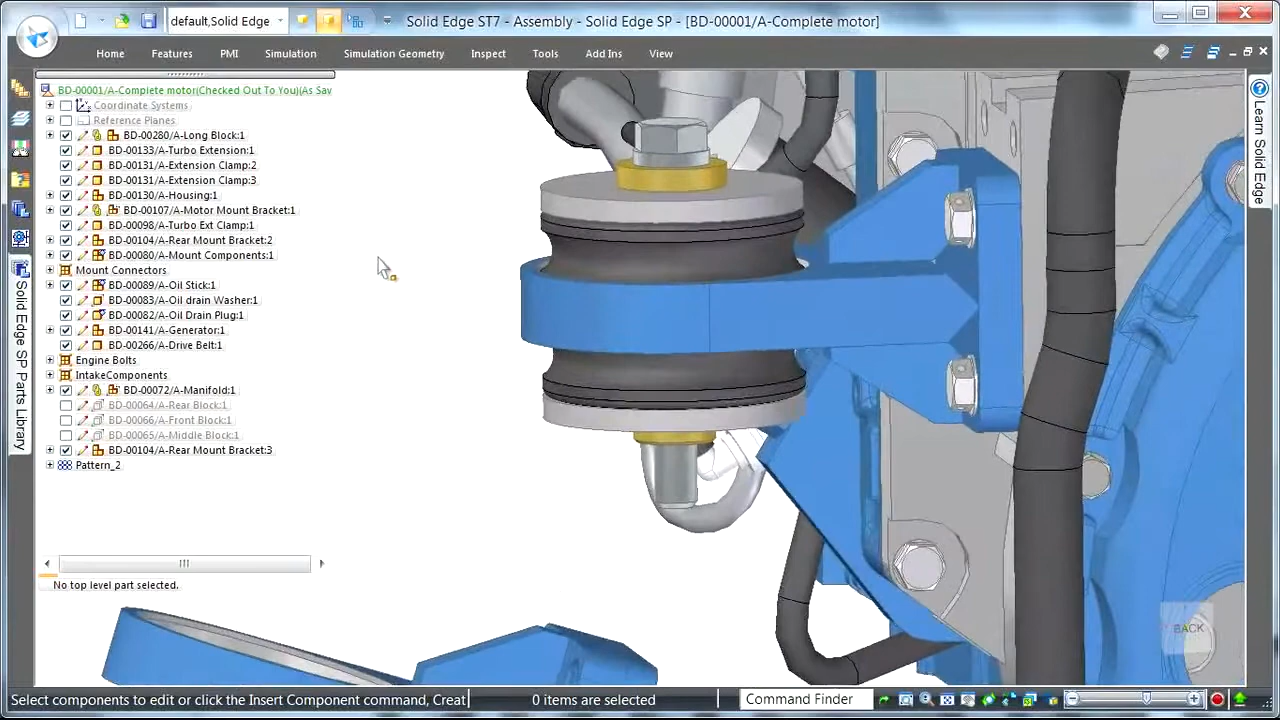 default,Solid Edge
Solid Edge ST7 - Assembly - Solid Edge SP - [BD-00001/A-Complete motor]
Home Features PMI Simulation Simulation Geometry Inspect Tools Add Ins View
BD-00001/A-Complete motor(Checked Out To You)(As Sav
Coordinate Systems
Reference Planes
BD-00280/A-Long Block:1
BD-00133/A-Turbo Extension:1
BD-00131/A-Extension Clamp:2
BD-00131/A-Extension Clamp:3
BD-00130/A-Housing:1
BD-00107/A-Motor Mount Bracket:1
BD-00098/A-Turbo Ext Clamp:1
BD-00104/A-Rear Mount Bracket:2
BD-00080/A-Mount Components:1
Mount Connectors
BD-00089/A-Oil Stick:1
BD-00083/A-Oil drain Washer:1
BD-00082/A-Oil Drain Plug:1
BD-00141/A-Generator:1
BD-00266/A-Drive Belt:1
Engine Bolts
IntakeComponents
BD-00072/A-Manifold:1
BD-00064/A-Rear Block:1
BD-00066/A-Front Block:1
BD-00065/A-Middle Block:1
BD-00104/A-Rear Mount Bracket:3
Pattern_2
No top level part selected.
Solid Edge SP Parts Library
Learn Solid Edge
BACK
Select components to edit or click the Insert Component command, Creat
0 items are selected
Command Finder